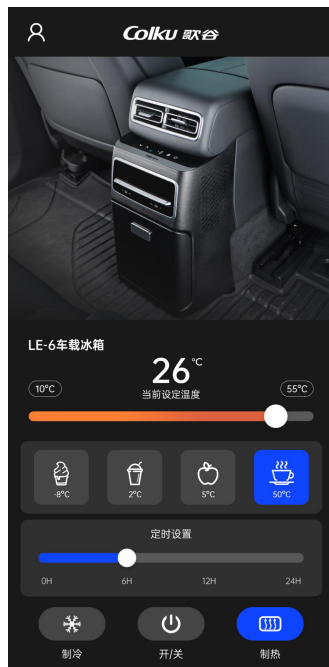 Colku 歌谷
LE-6车载冰箱
26℃
10℃
当前设定温度
55℃
-8℃
2℃
5℃
50℃
定时设置
0H
6H
12H
24H
制冷
开/关
制热